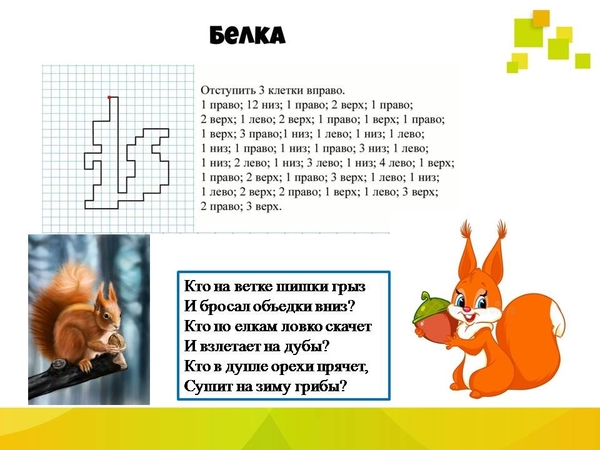 Белка
Отступить 3 клетки вправо.
1 право; 12 низ; 1 право; 2 верх; 1 право;
2 верх; 1 лево; 2 верх; 1 право; 1 верх; 1 право;
1 верх; 3 право;1 низ; 1 лево; 1 низ; 1 лево;
1 низ; 1 право; 1 низ; 1 право; 3 низ; 1 лево;
1 низ; 2 лево; 1 низ; 3 лево; 1 низ; 4 лево; 1 верх;
1 право; 2 верх; 1 право; 3 верх; 1 лево; 1 низ;
1 лево; 2 верх; 2 право; 1 верх; 1 лево; 3 верх;
2 право; 3 верх.
Кто на ветке шишки грыз
И бросал объедки вниз?
Кто по елкам ловко скачет
И взлетает на дубы?
Кто в дупле орехи прячет,
Сушит на зиму грибы?